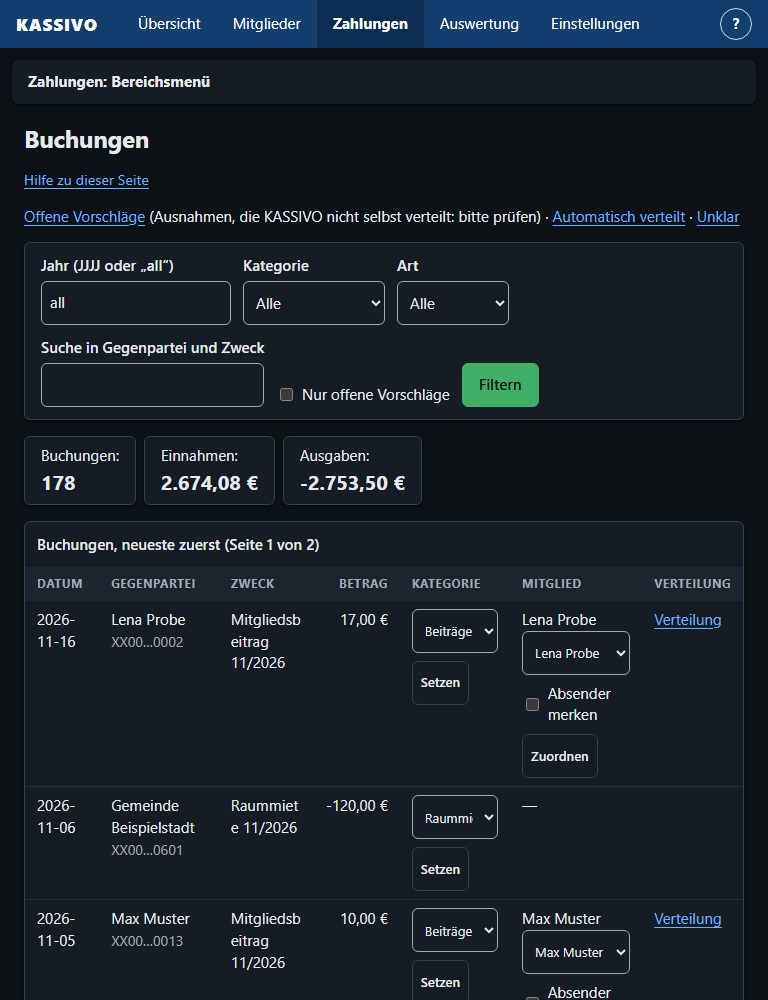 KASSIVO Übersicht Mitglieder Zahlungen Auswertung Einstellungen ?
Zahlungen: Bereichsmenü
Buchungen
Hilfe zu dieser Seite
Offene Vorschläge (Ausnahmen, die KASSIVO nicht selbst verteilt: bitte prüfen) · Automatisch verteilt · Unklar
Jahr (JJJJ oder „all“) Kategorie Art
all Alle Alle
Suche in Gegenpartei und Zweck
Nur offene Vorschläge Filtern
Buchungen: Einnahmen: Ausgaben:
178 2.674,08 € -2.753,50 €
Buchungen, neueste zuerst (Seite 1 von 2)
DATUM GEGENPARTEI ZWECK BETRAG KATEGORIE MITGLIED VERTEILUNG
2026- Lena Probe Mitgliedsb 17,00 € Beiträge Lena Probe Verteilung
11-16 XX00…0002 eitrag Lena Probe
11/2026
Setzen
Absender
merken
Zuordnen
2026- Gemeinde Raummiet -120,00 € Raummi —
11-06 Beispielstadt e 11/2026
XX00…0601
Setzen
2026- Max Muster Mitgliedsb 10,00 € Beiträge Max Muster Verteilung
11-05 XX00…0013 eitrag Max Muster
11/2026
Setzen
Absender